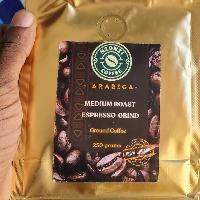 COFFEE
ARABICA
MEDIUM ROAST
ESPRESSO GRIND
Ground Coffee
250 grams